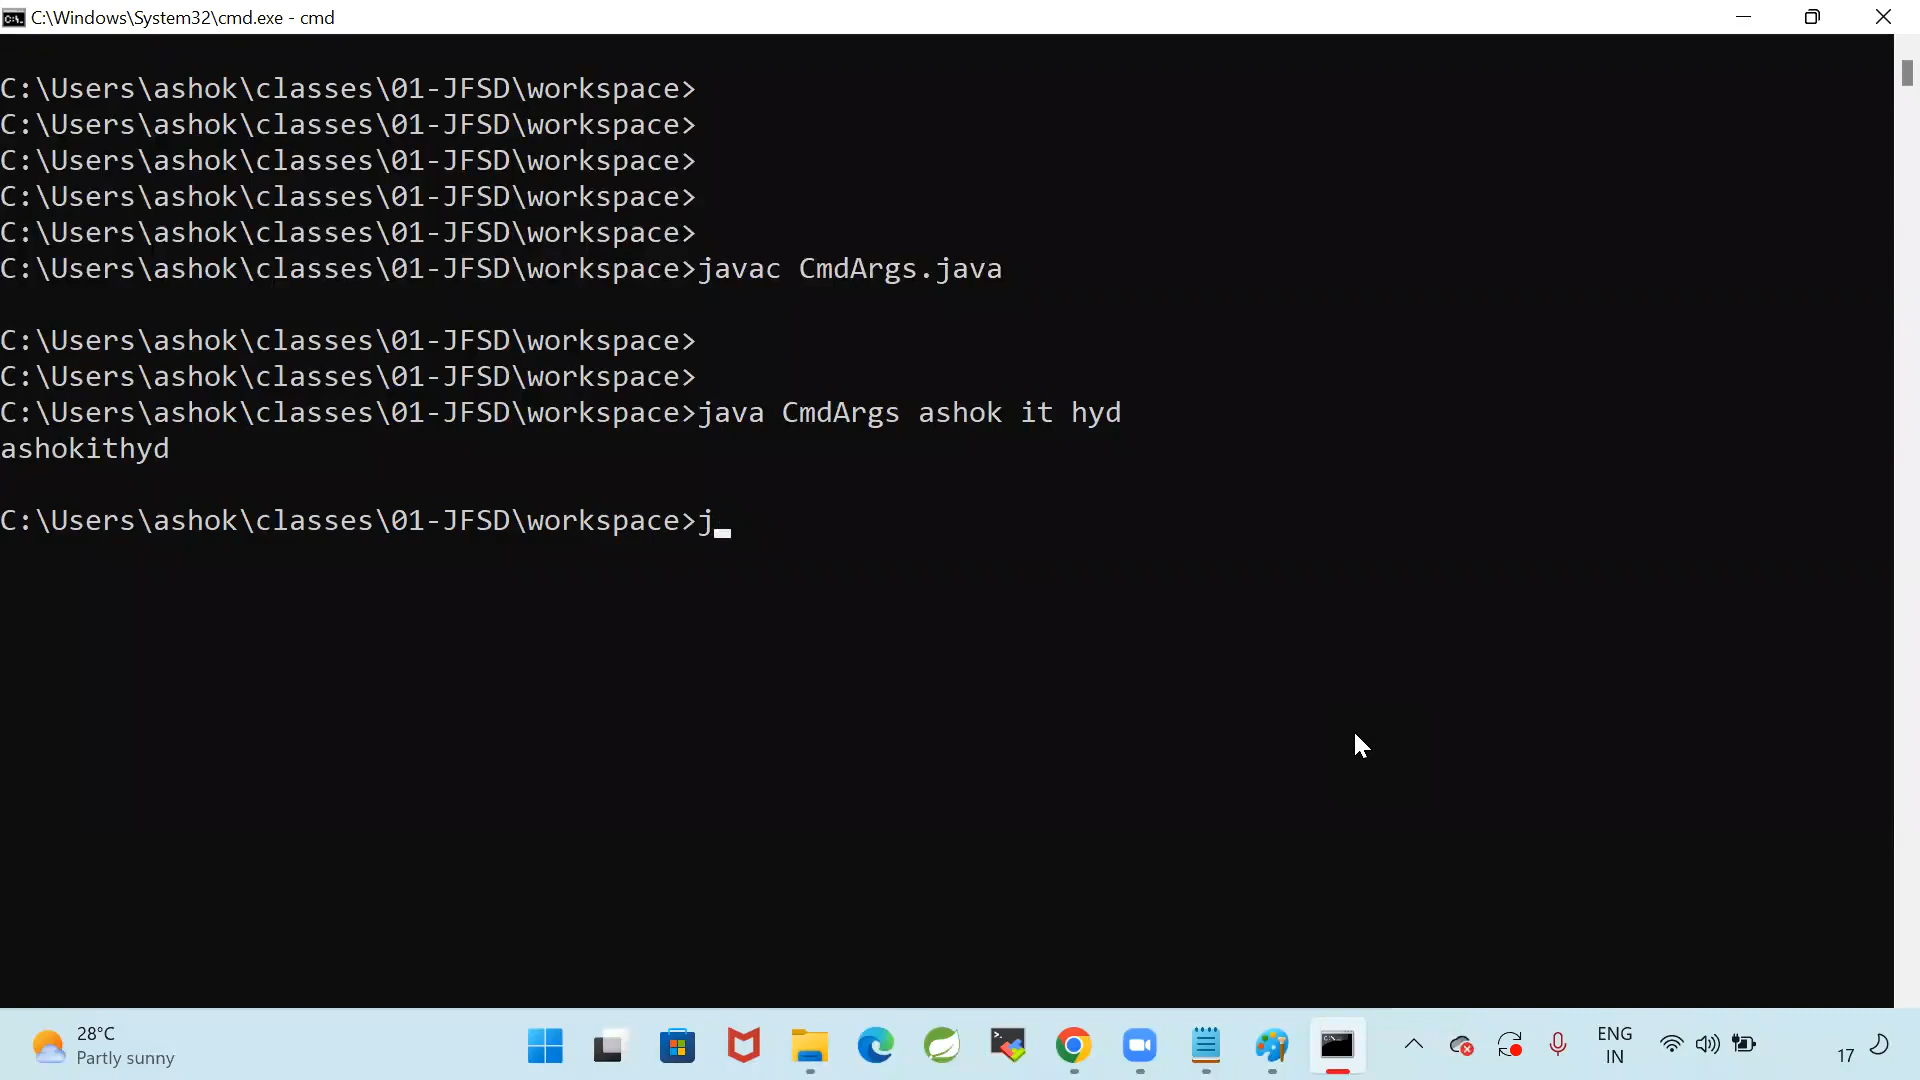 C:\Windows\System32\cmd.exe - cmd
C:\Users\ashok\classes\01-JFSD\workspace>
C:\Users\ashok\classes\01-JFSD\workspace>
C:\Users\ashok\classes\01-JFSD\workspace>
C:\Users\ashok\classes\01-JFSD\workspace>
C:\Users\ashok\classes\01-JFSD\workspace>
C:\Users\ashok\classes\01-JFSD\workspace>javac CmdArgs.java
C:\Users\ashok\classes\01-JFSD\workspace>
C:\Users\ashok\classes\01-JFSD\workspace>
C:\Users\ashok\classes\01-JFSD\workspace>java CmdArgs ashok it hyd
ashokithyd
C:\Users\ashok\classes\01-JFSD\workspace>j_
28°C
Partly sunny
ENG
IN
17